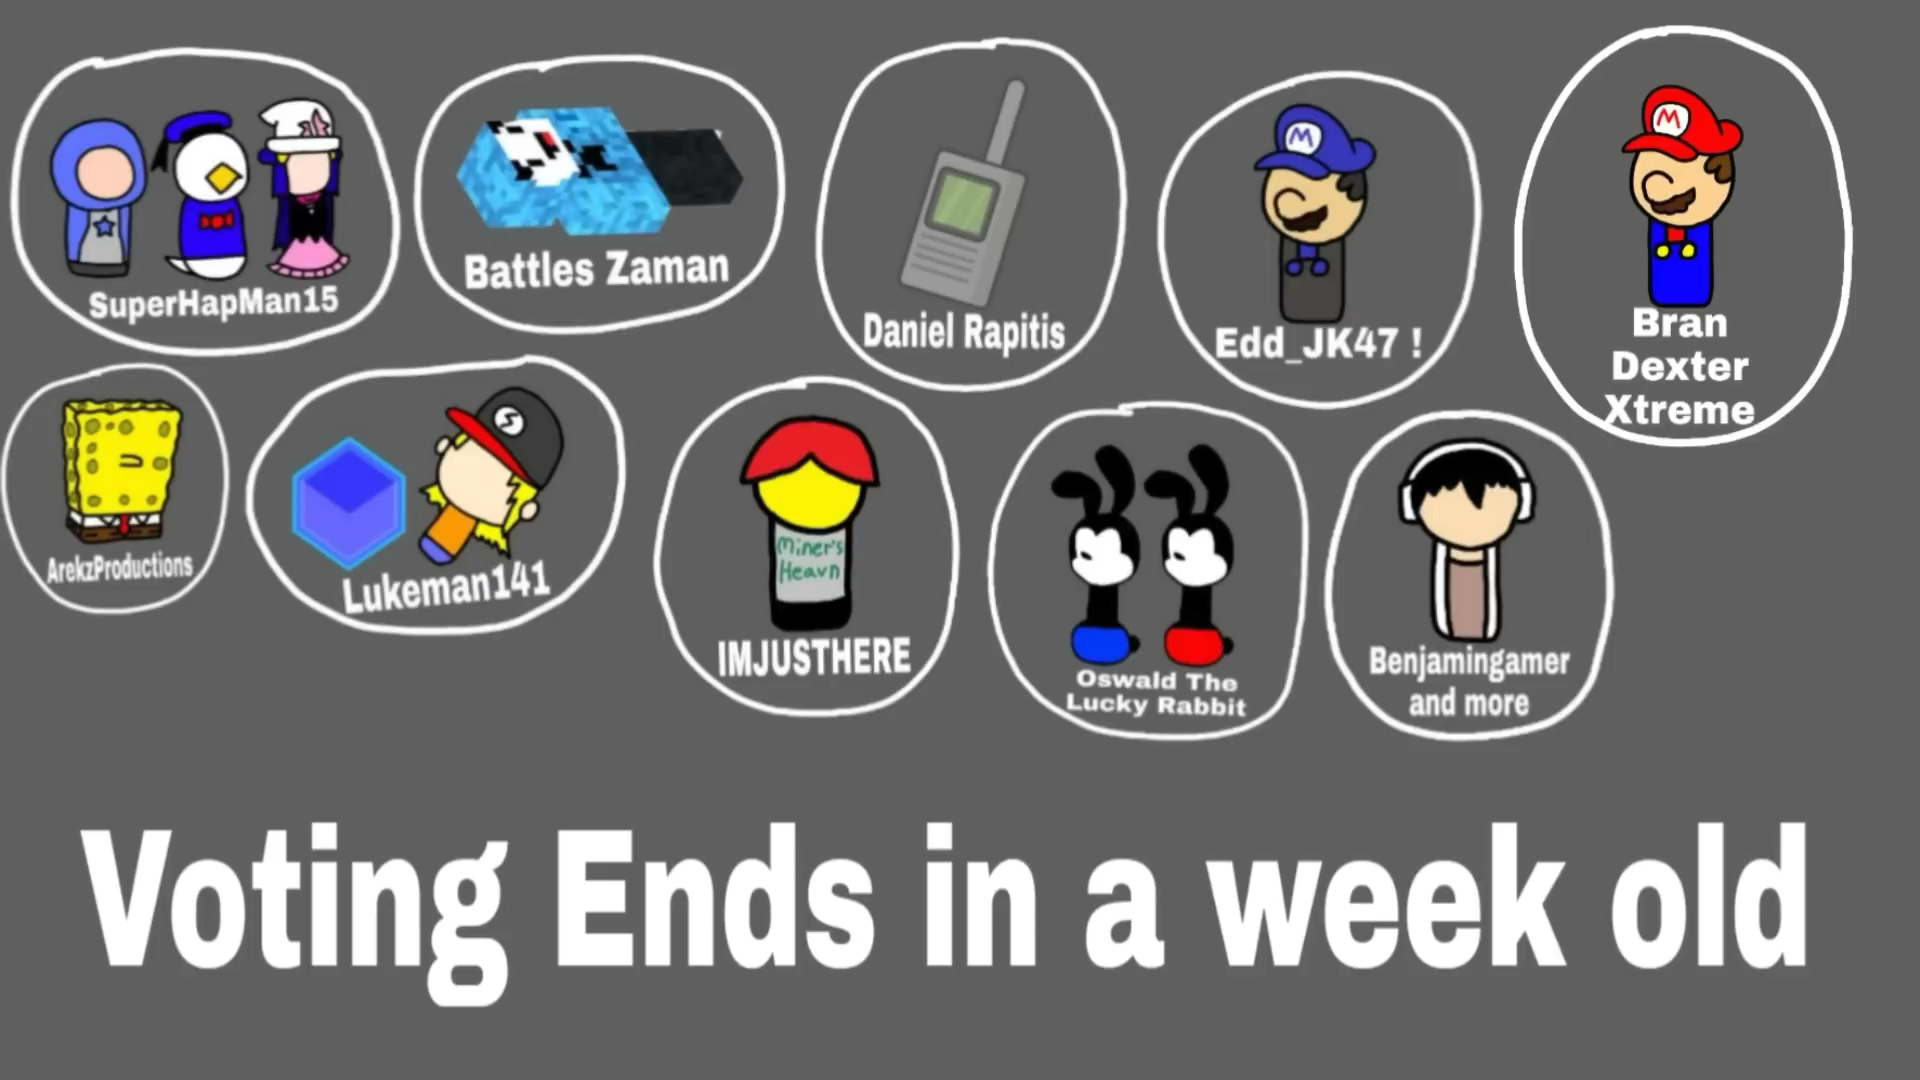 SuperHapMan15
Battles Zaman
Daniel Rapitis
Edd_JK47 !
Bran
Dexter
Xtreme
ArekzProductions
Lukeman141
Miner's
Heavn
IMJUSTHERE
Oswald The
Lucky Rabbit
Benjamingamer
and more
Voting Ends in a week old
M
M
S